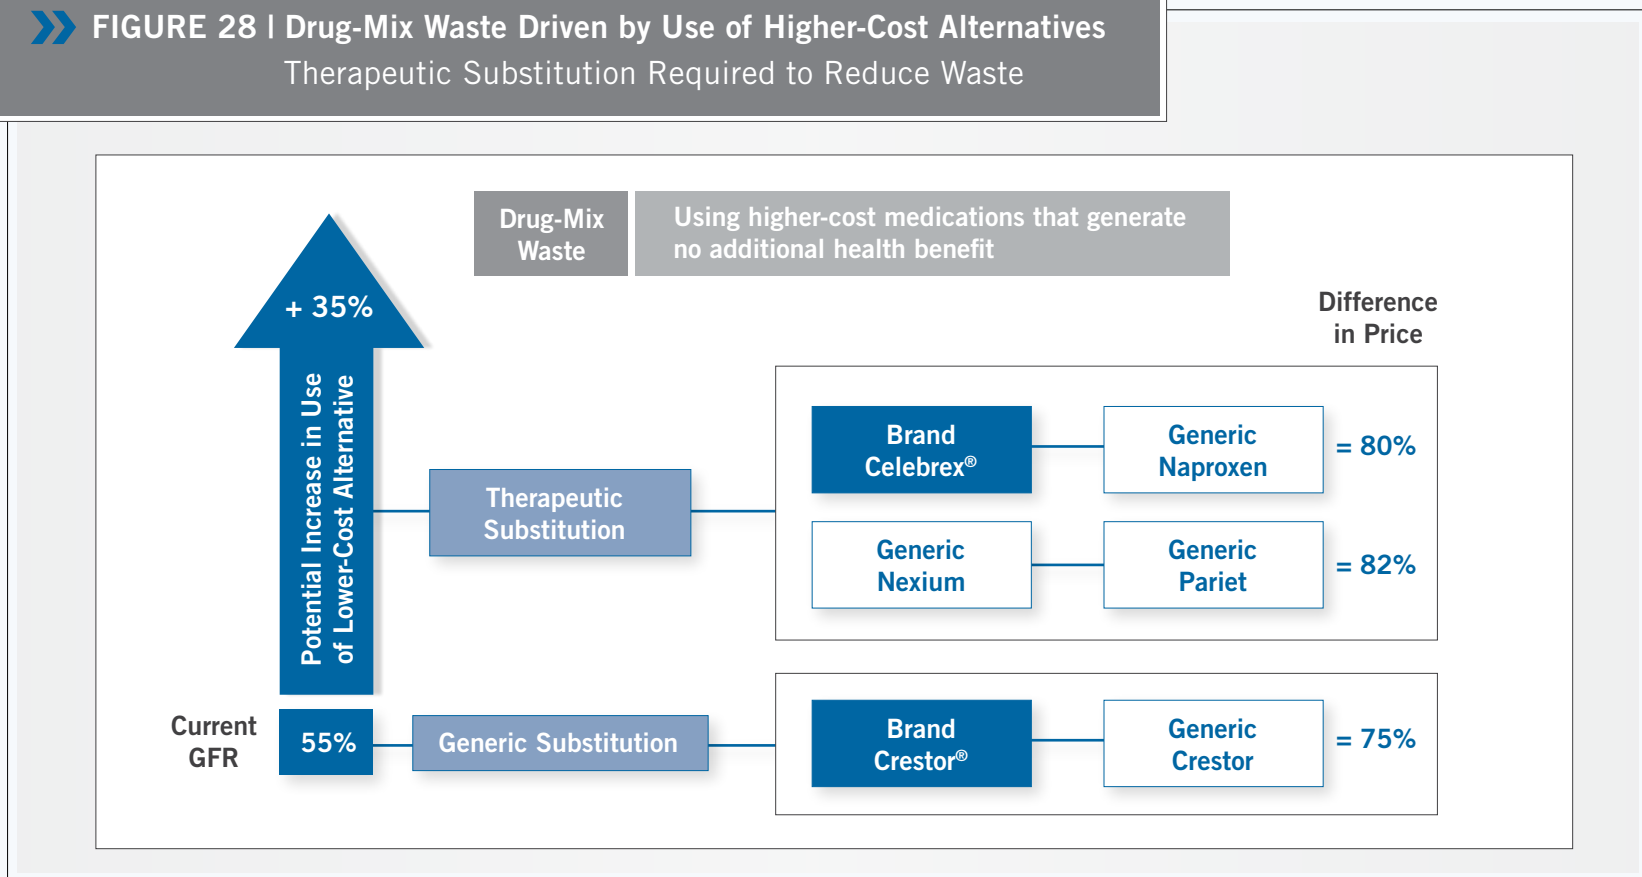 FIGURE 28 | Drug-Mix Waste Driven by Use of Higher-Cost Alternatives
Therapeutic Substitution Required to Reduce Waste
Drug-Mix
Waste
Using higher-cost medications that generate
no additional health benefit
+ 35%
Potential Increase in Use
of Lower-Cost Alternative
Difference
in Price
Therapeutic
Substitution
Brand
Celebrex®
Generic
Naproxen
= 80%
Generic
Nexium
Generic
Pariet
= 82%
Current
GFR
55%
Generic Substitution
Brand
Crestor®
Generic
Crestor
= 75%